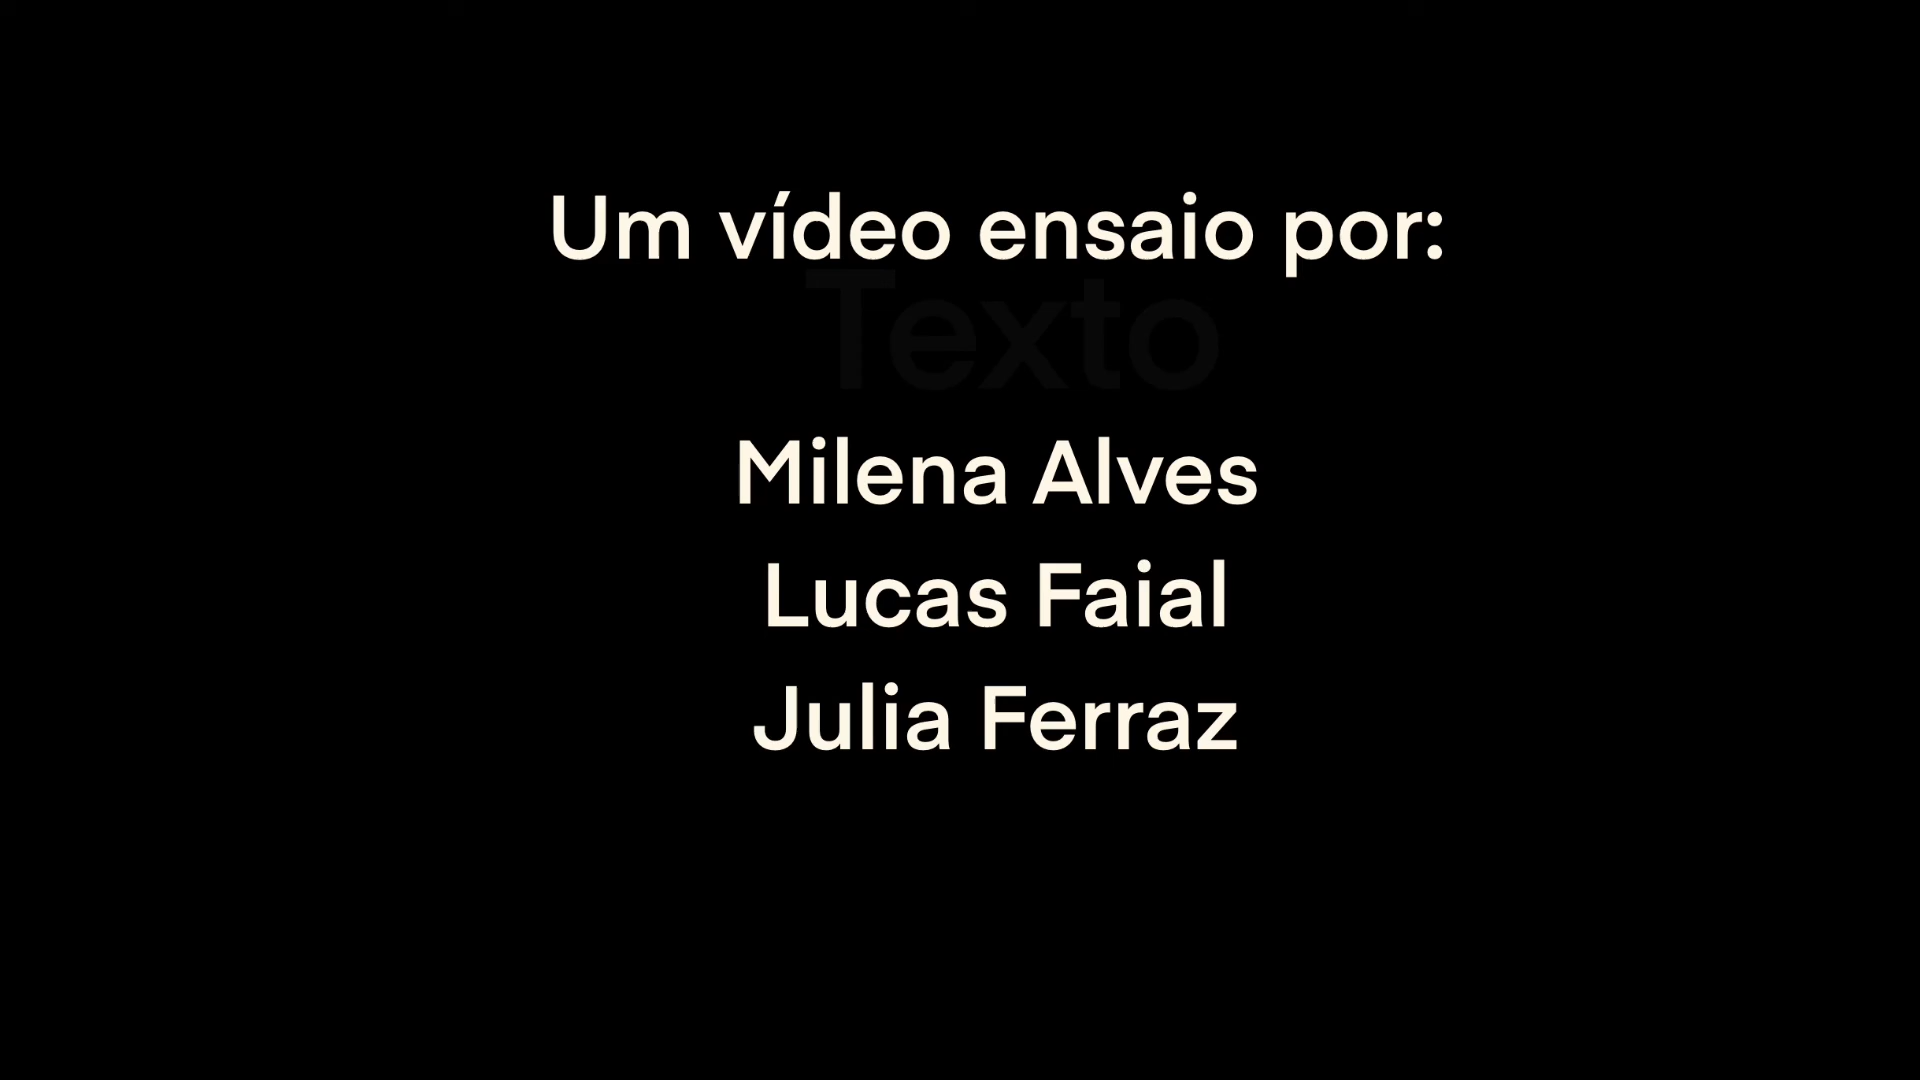 Um vídeo ensaio por:
Texto
Milena Alves
Lucas Faial
Julia Ferraz